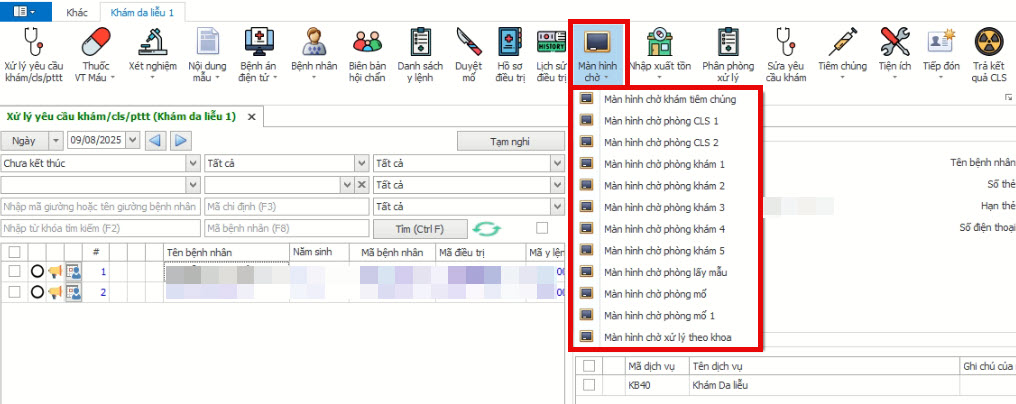 Khác
Khám da liễu 1
Xử lý yêu cầu khám/cls/pttt
Thuốc VT Máu
Xét nghiệm
Nội dung mẫu
Bệnh án điện tử
Bệnh nhân
Biên bản hội chẩn
Danh sách y lệnh
Duyệt mổ
Hồ sơ điều trị
HISTORY
Lịch sử điều trị
Màn hình chờ
Nhập xuất tồn
Phân phòng xử lý
Sửa yêu cầu khám
Tiêm chủng
Tiện ích
Tiếp đón
Trả kết quả CLS
Xử lý yêu cầu khám/cls/pttt (Khám da liễu 1)
Ngày 09/08/2025 Tạm nghỉ
Chưa kết thúc Tất cả Tất cả
Tất cả
Nhập mã giường hoặc tên giường bệnh nhân Mã chỉ định (F3) Tất cả
Nhập từ khóa tìm kiếm (F2) Mã bệnh nhân (F8) Tìm (Ctrl F)
# Tên bệnh nhân Năm sinh Mã bệnh nhân Mã điều trị Mã y lện
1
2
Màn hình chờ khám tiêm chủng
Màn hình chờ phòng CLS 1
Màn hình chờ phòng CLS 2
Màn hình chờ phòng khám 1
Màn hình chờ phòng khám 2
Màn hình chờ phòng khám 3
Màn hình chờ phòng khám 4
Màn hình chờ phòng khám 5
Màn hình chờ phòng lấy mẫu
Màn hình chờ phòng mổ
Màn hình chờ phòng mổ 1
Màn hình chờ xử lý theo khoa
Tên bệnh nhân
Số thẻ
Hạn thẻ
Số điện thoại
Mã dịch vụ Tên dịch vụ Ghi chú của
KB40 Khám Da liễu